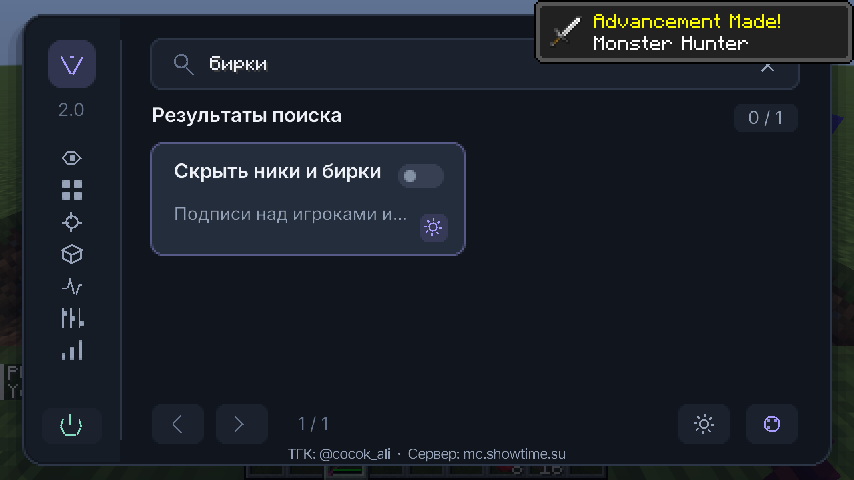 Advancement Made!
Monster Hunter
бирки
2.0
Результаты поиска
0 / 1
Скрыть ники и бирки
Подписи над игроками и...
1 / 1
ТГК: @cocok_ali · Сервер: mc.showtime.su